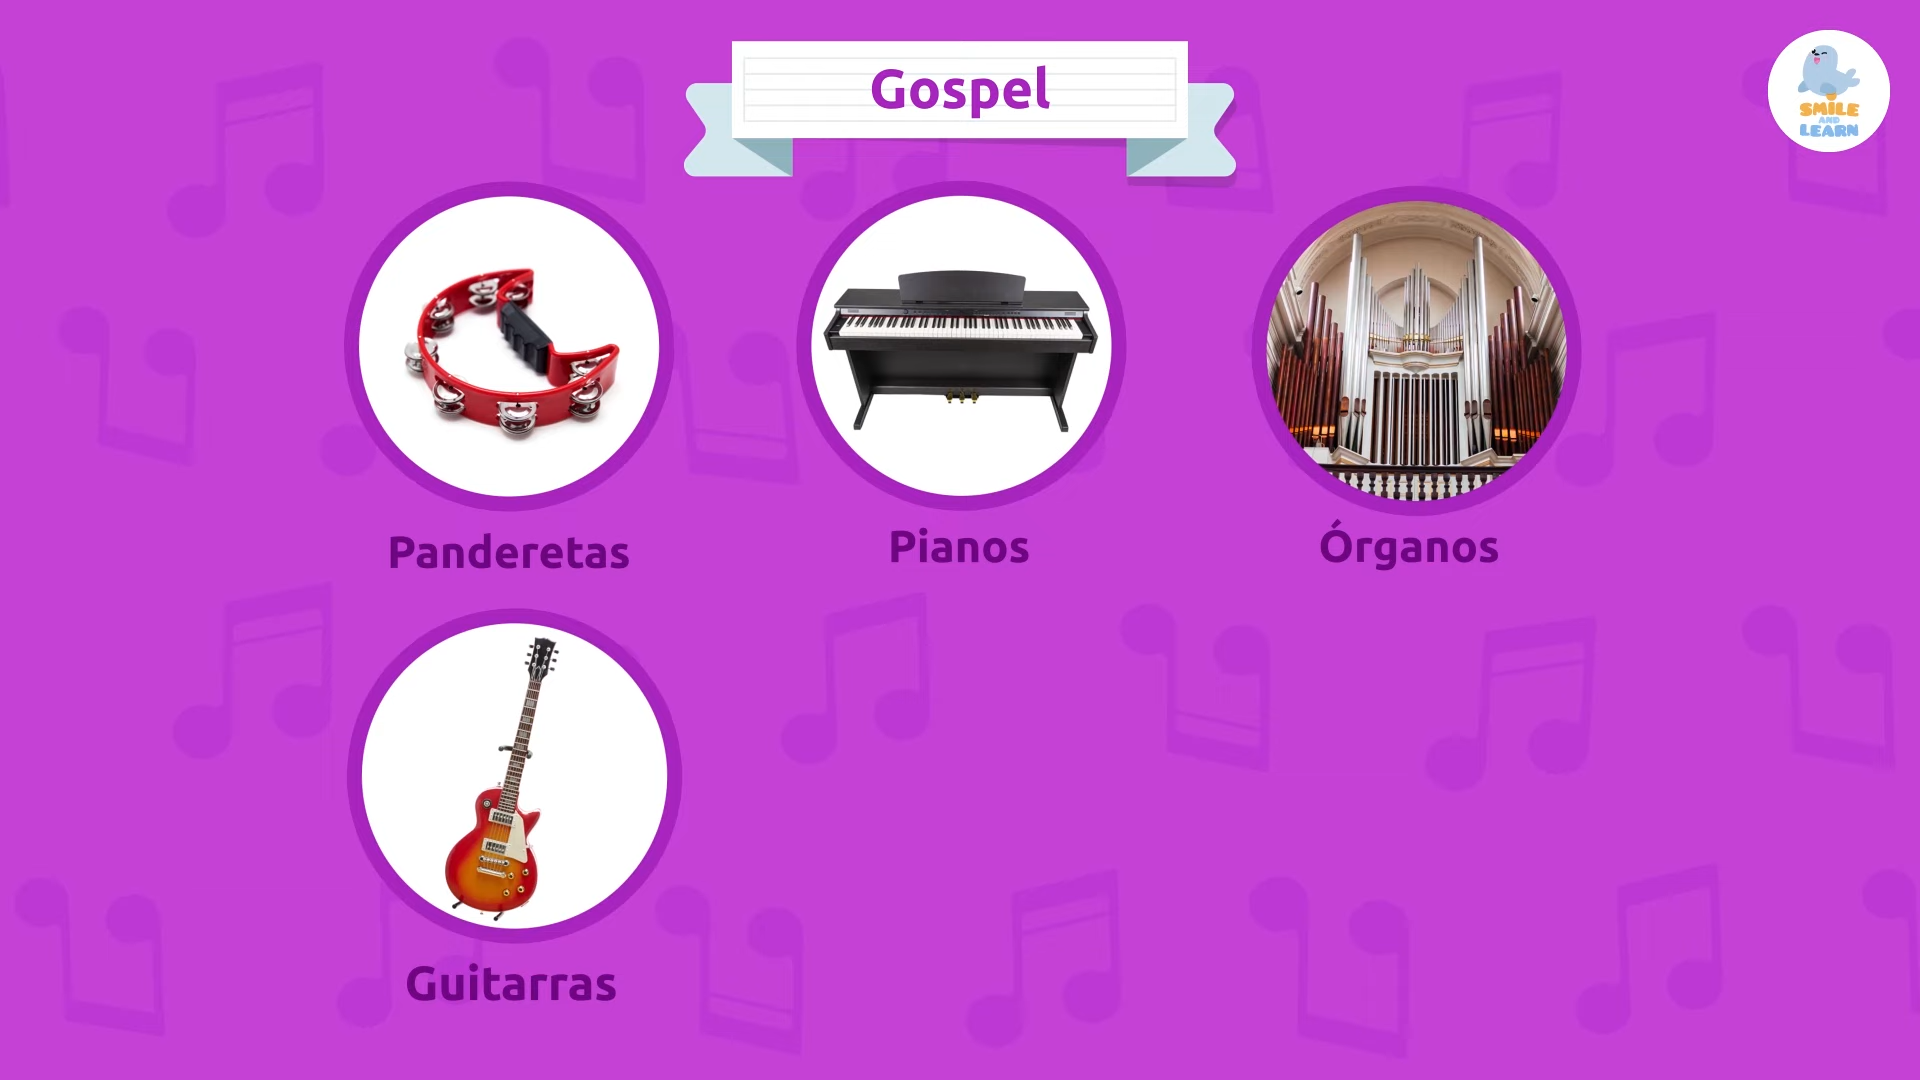 Gospel
SMILE
AND
LEARN
Panderetas
Pianos
Órganos
Guitarras